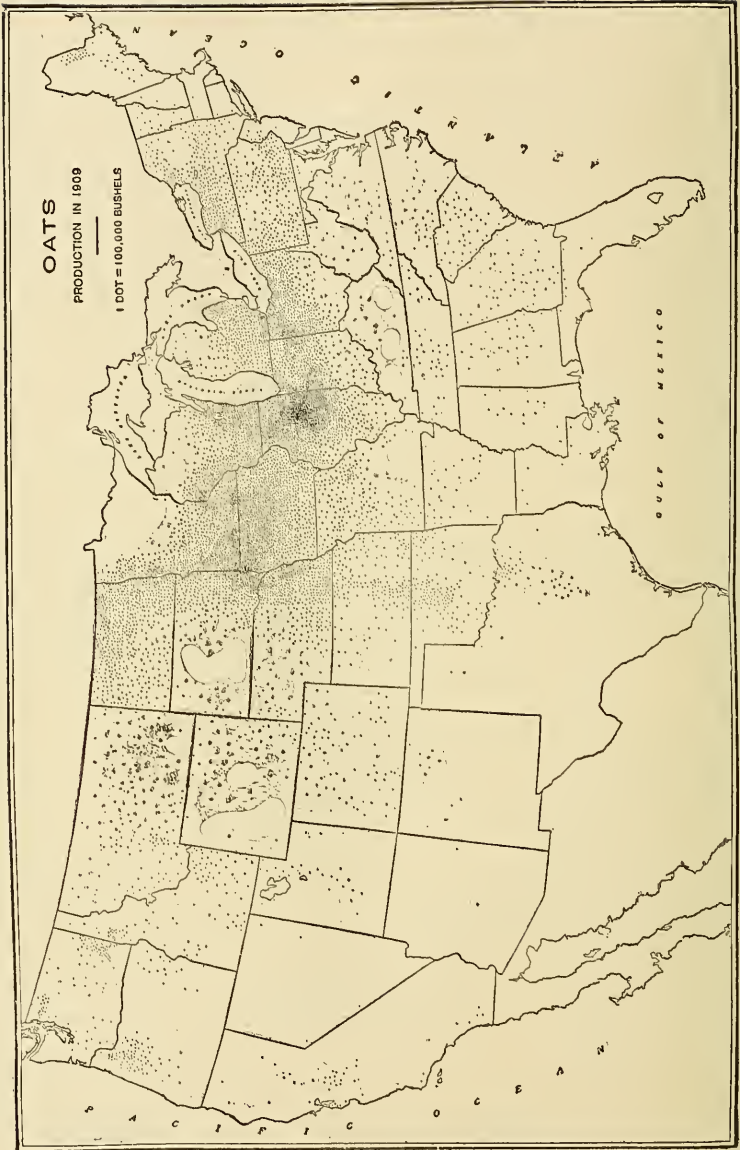 OATS
PRODUCTION IN 1909
1 DOT = 100,000 BUSHELS
ATLANTIC OCEAN
GULF OF MEXICO
PACIFIC OCEAN